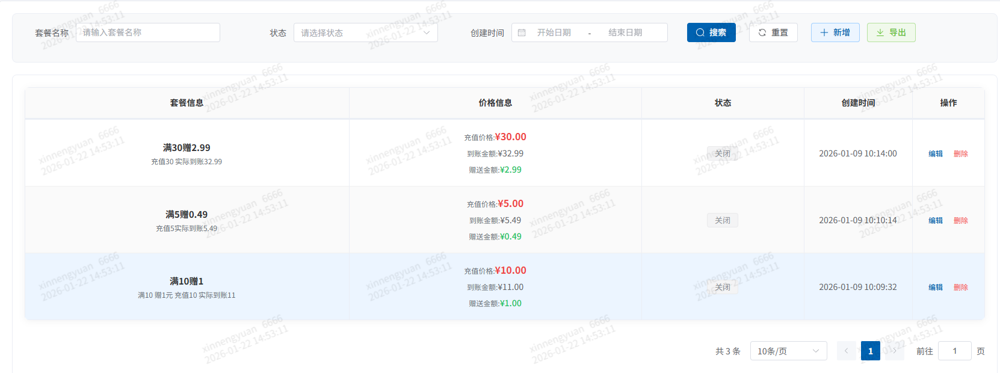 套餐名称 请输入套餐名称 状态 请选择状态 创建时间 开始日期 - 结束日期 搜索 重置 新增 导出
套餐信息 价格信息 状态 创建时间 操作
满30赠2.99
充值30 实际到账32.99
充值价格:¥30.00
到账金额:¥32.99
赠送金额:¥2.99
关闭
2026-01-09 10:14:00
编辑 删除
满5赠0.49
充值5实际到账5.49
充值价格:¥5.00
到账金额:¥5.49
赠送金额:¥0.49
关闭
2026-01-09 10:10:14
编辑 删除
满10赠1
满10 赠1元 充值10 实际到账11
充值价格:¥10.00
到账金额:¥11.00
赠送金额:¥1.00
关闭
2026-01-09 10:09:32
编辑 删除
共 3 条 10条/页 1 前往 1 页
xinnengyuan 6666
2026-01-22 14:53:11